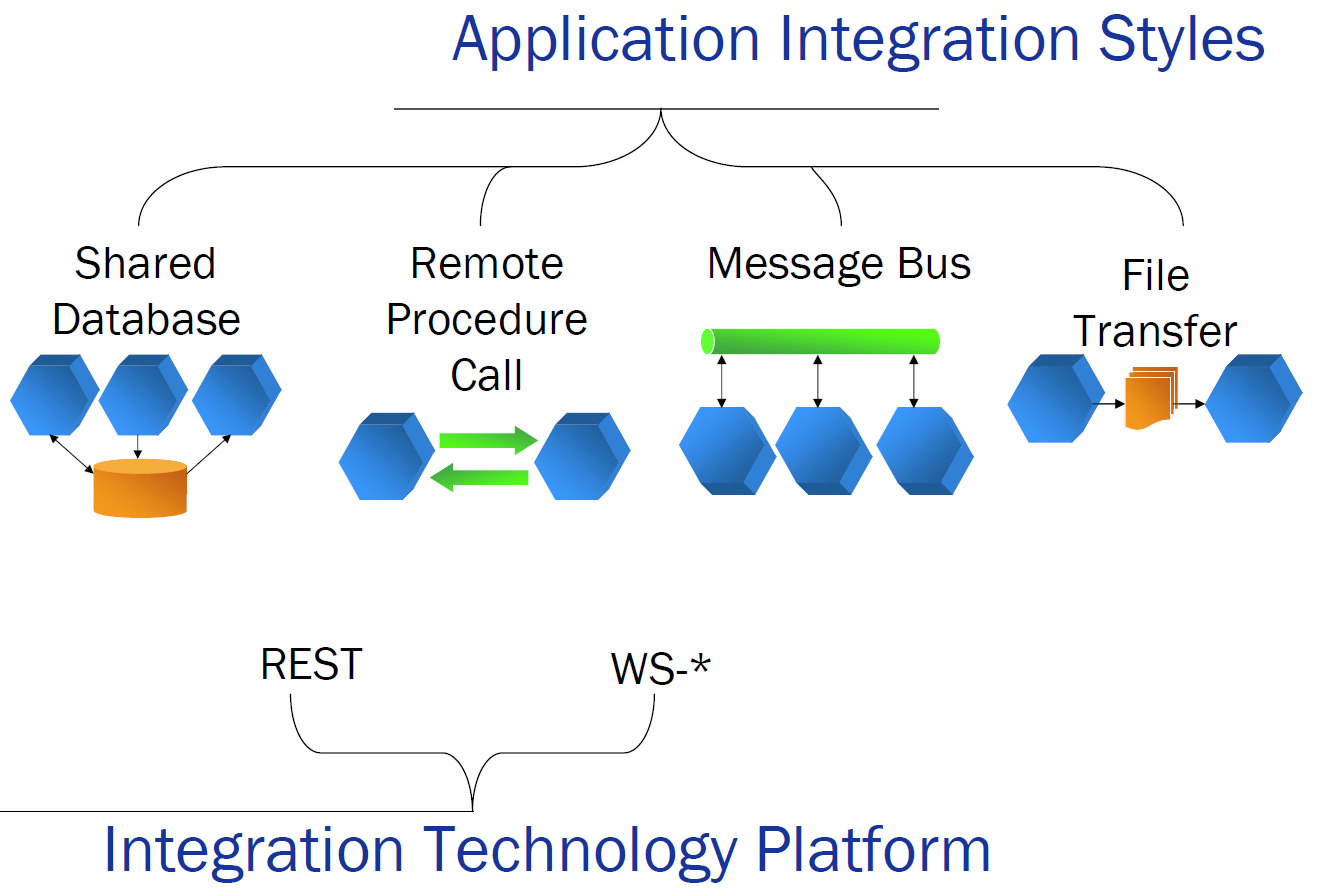 Application Integration Styles
Shared
Database
Remote
Procedure
Call
Message Bus
File
Transfer
REST
WS-*
Integration Technology Platform